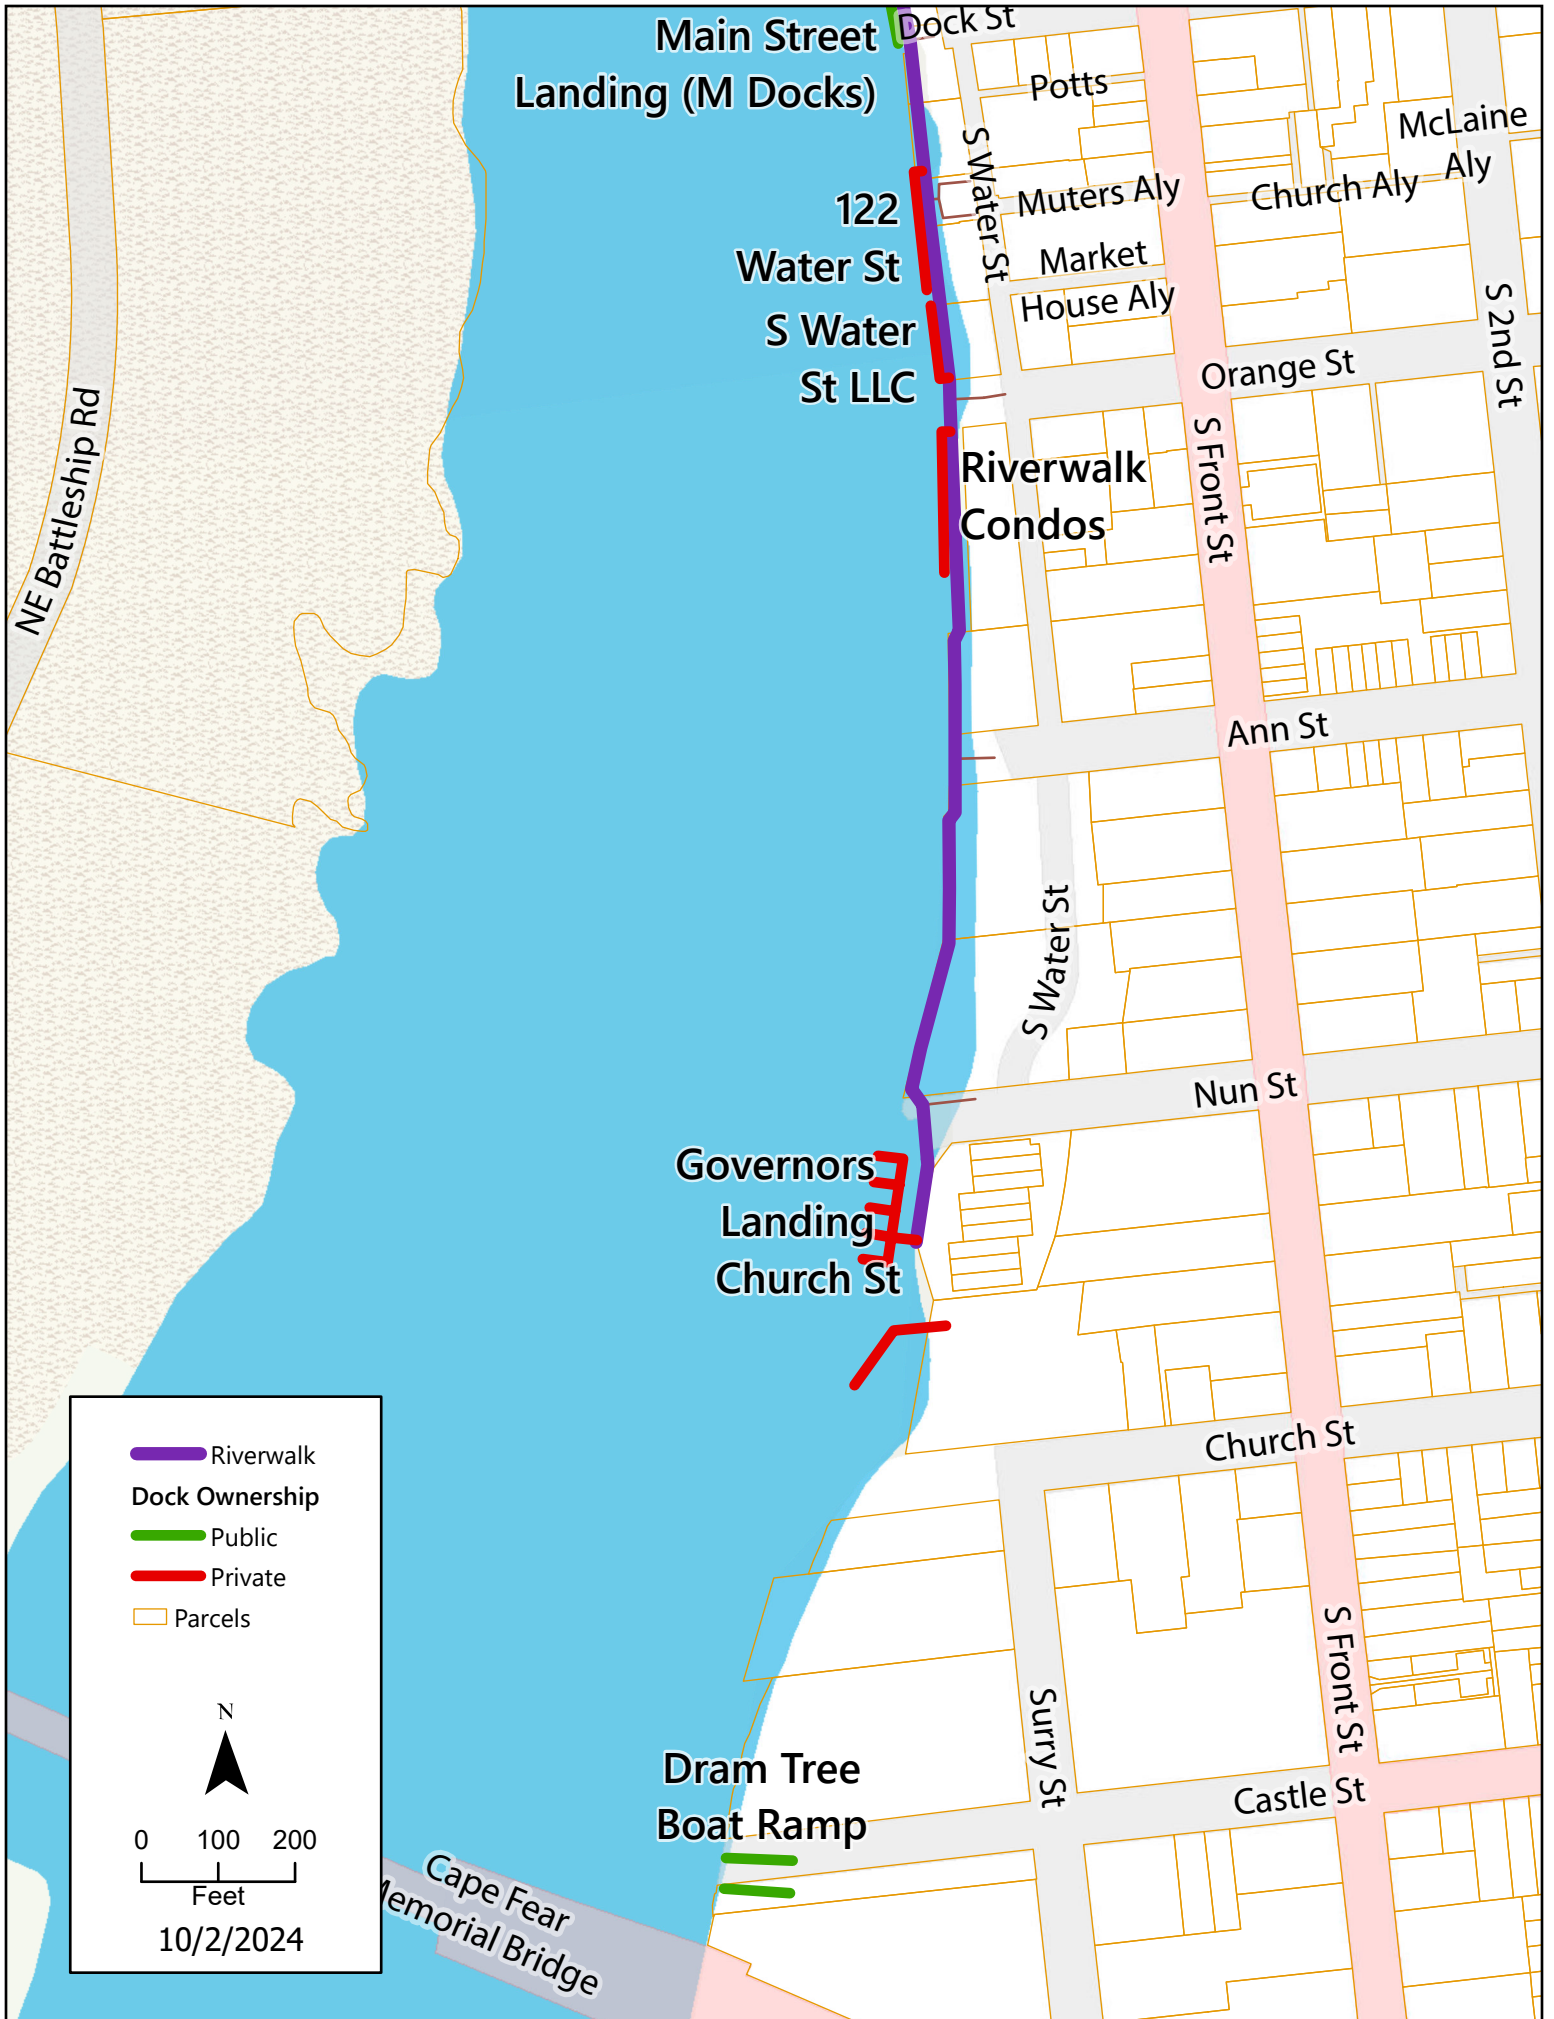 Main Street
Landing (M Docks)
Dock St
Potts
McLaine
Aly
S Water St
Muters Aly
Church Aly
122
Water St
Market
House Aly
S 2nd St
S Water
St LLC
Orange St
NE Battleship Rd
Riverwalk
Condos
S Front St
Ann St
S Water St
Nun St
Governors
Landing
Church St
Church St
Riverwalk
Dock Ownership
Public
Private
Parcels
N
0 100 200
Feet
10/2/2024
S Front St
Surry St
Dram Tree
Boat Ramp
Castle St
Cape Fear
Memorial Bridge